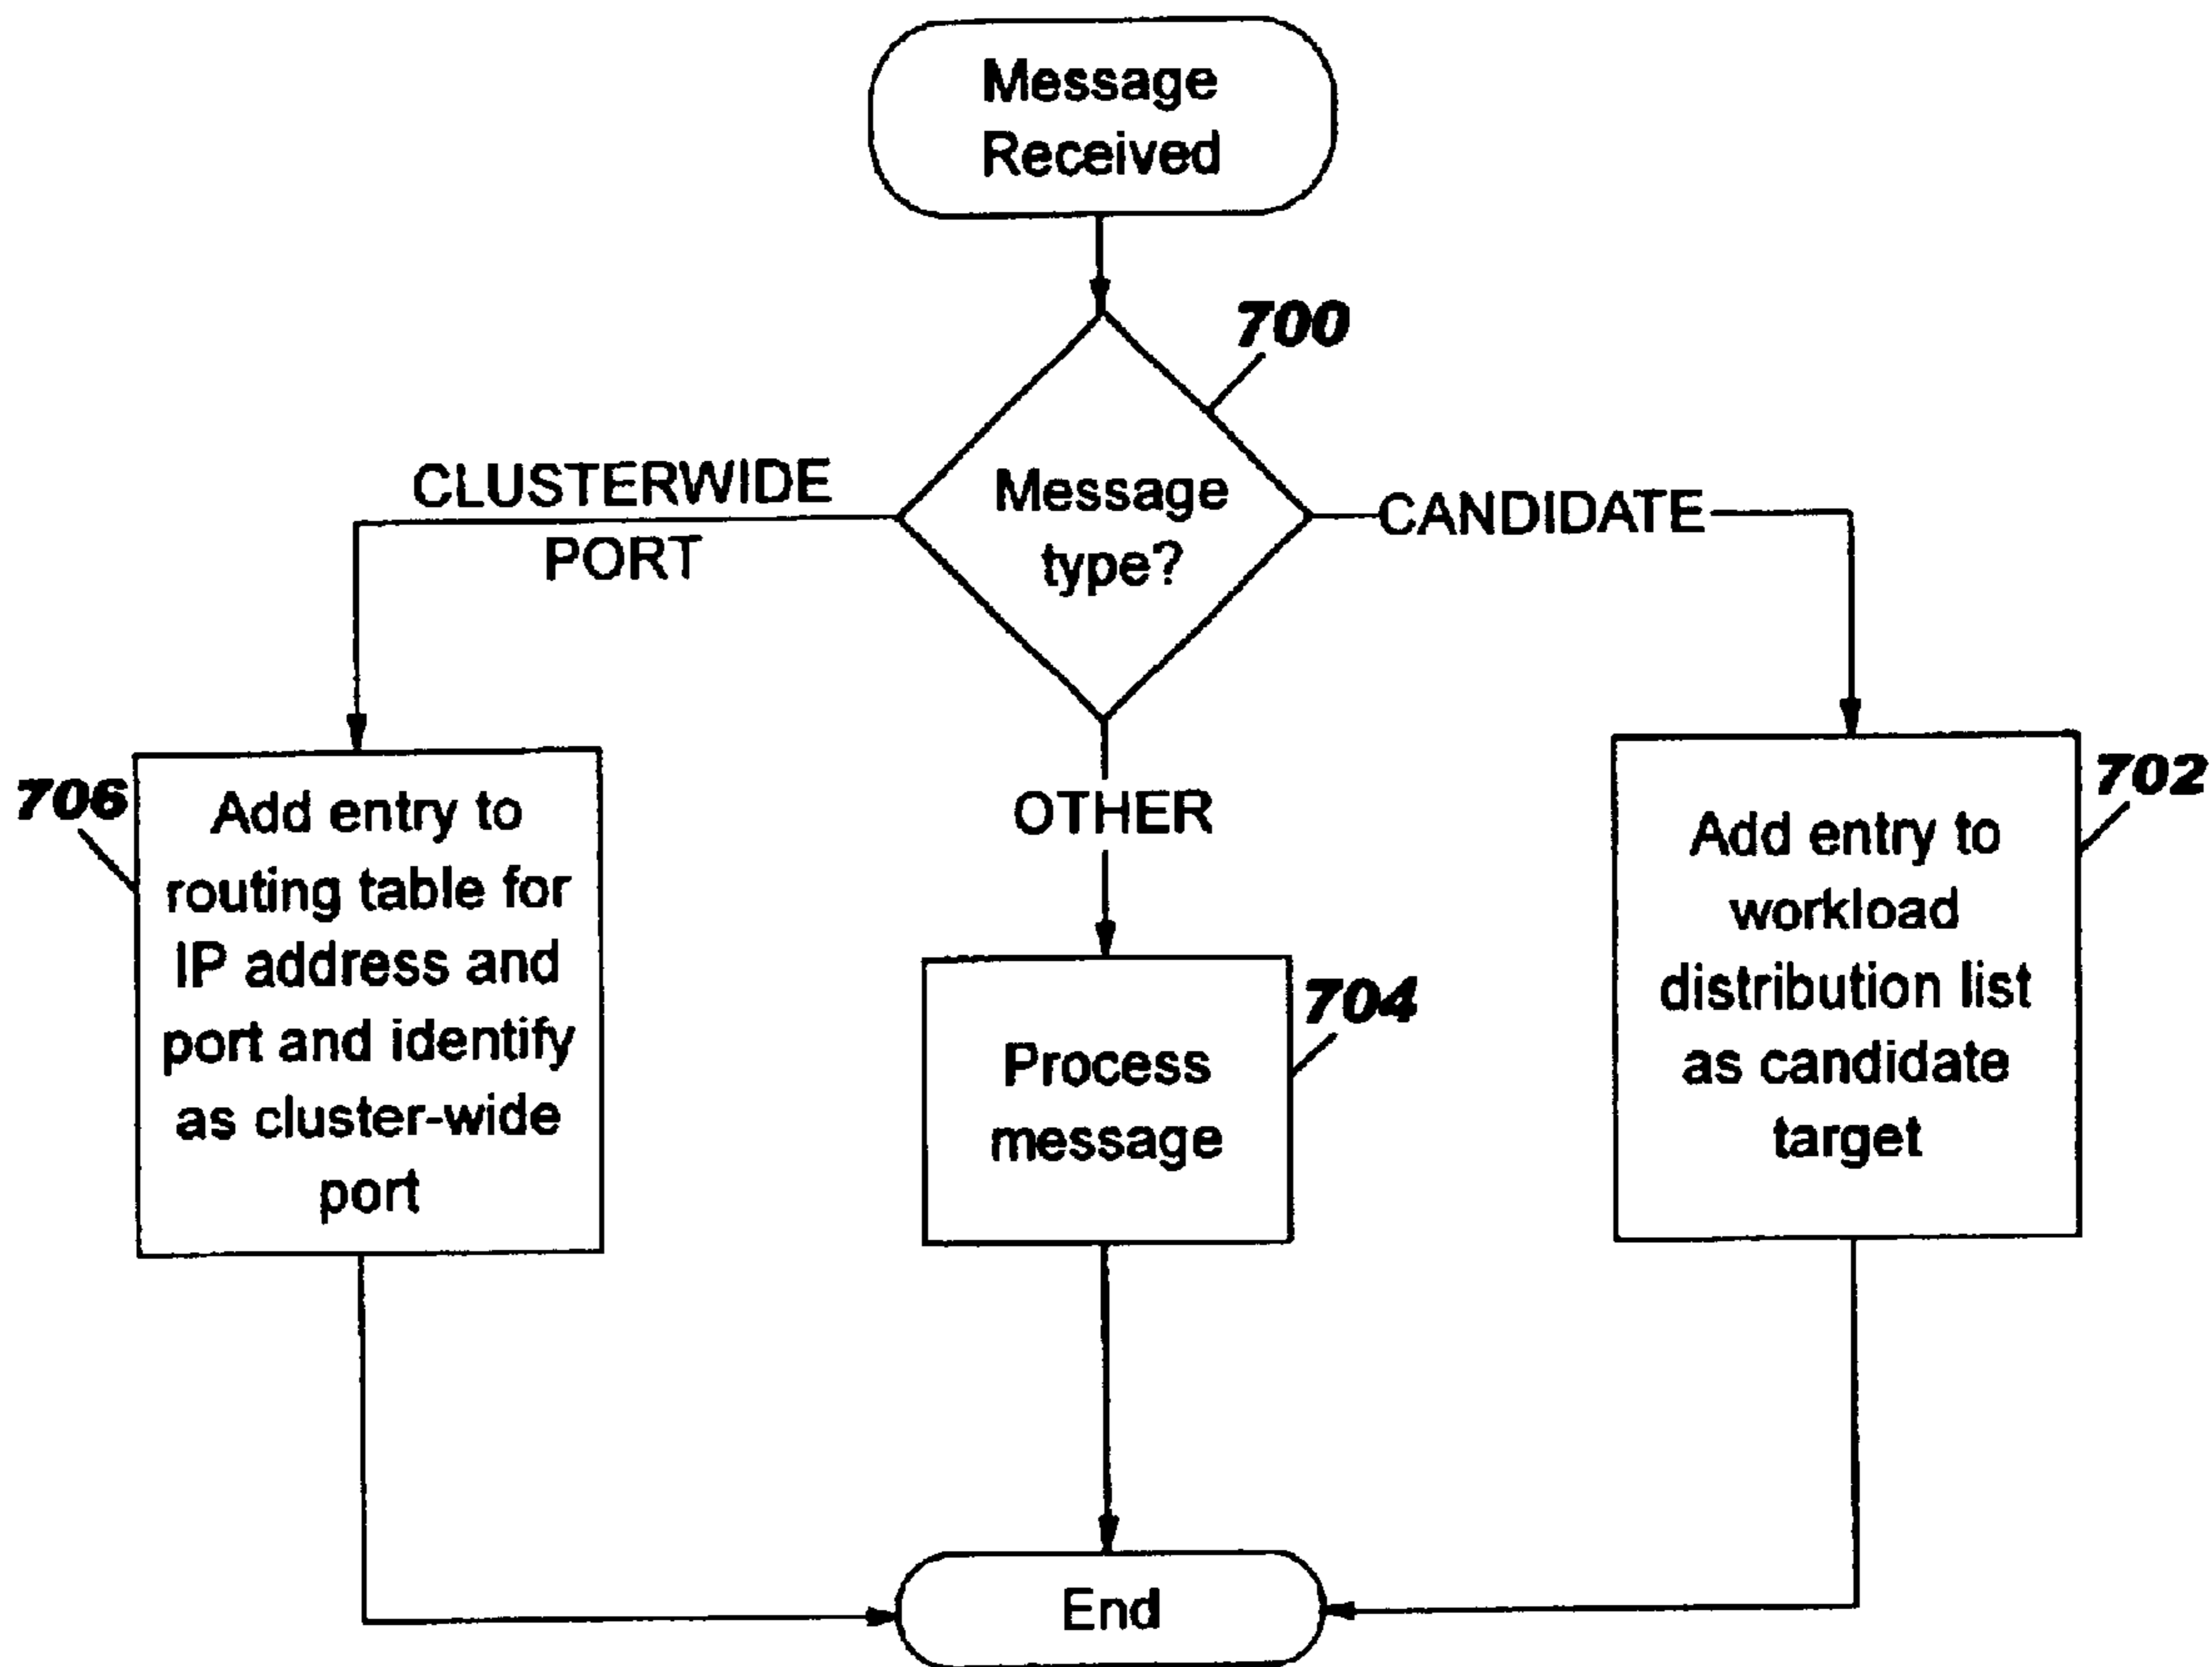 Message
Received
700
Message
type?
CLUSTERWIDE
PORT
CANDIDATE
OTHER
706
Add entry to
routing table for
IP address and
port and identify
as cluster-wide
port
704
Process
message
702
Add entry to
workload
distribution list
as candidate
target
End